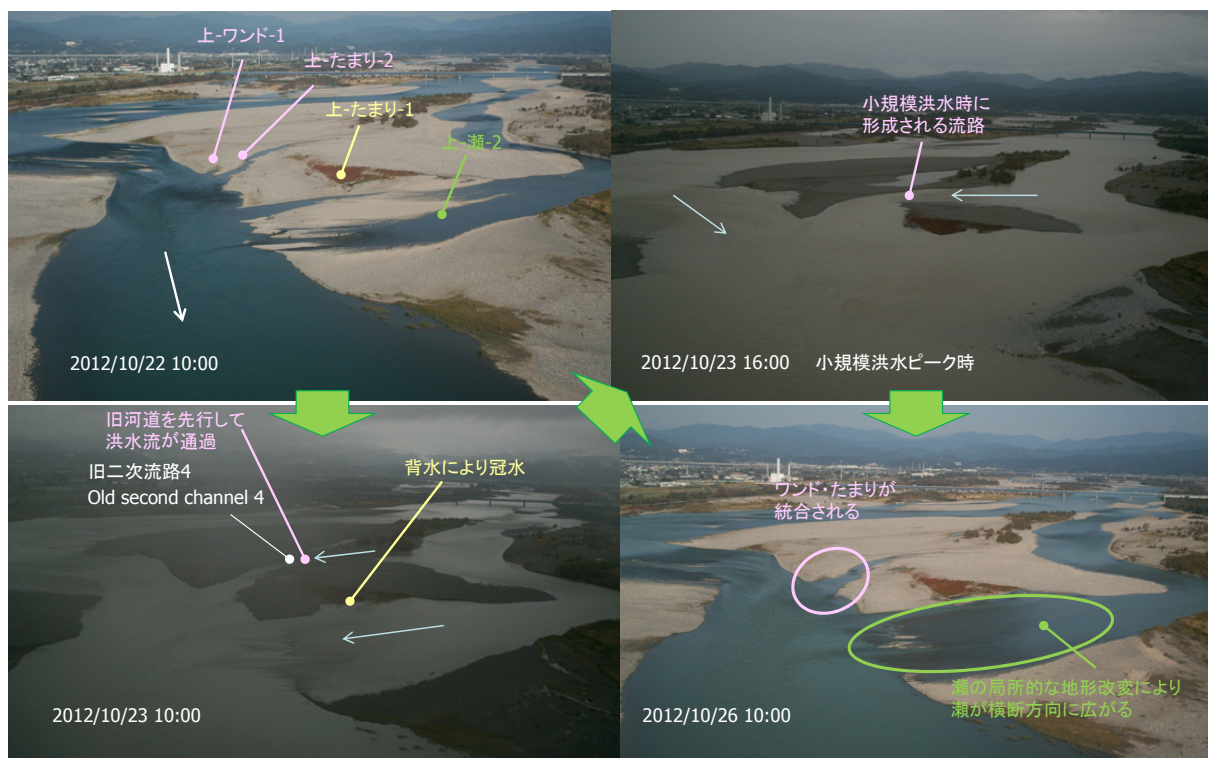 上-ワンド-1
上-たまり-2
上-たまり-1
上-瀬-2
2012/10/22 10:00
小規模洪水時に
形成される流路
2012/10/23 16:00 小規模洪水ピーク時
旧河道を先行して
洪水流が通過
旧二次流路4
Old second channel 4
背水により冠水
2012/10/23 10:00
ワンド・たまりが
統合される
瀬の局所的な地形改変により
瀬が横断方向に広がる
2012/10/26 10:00